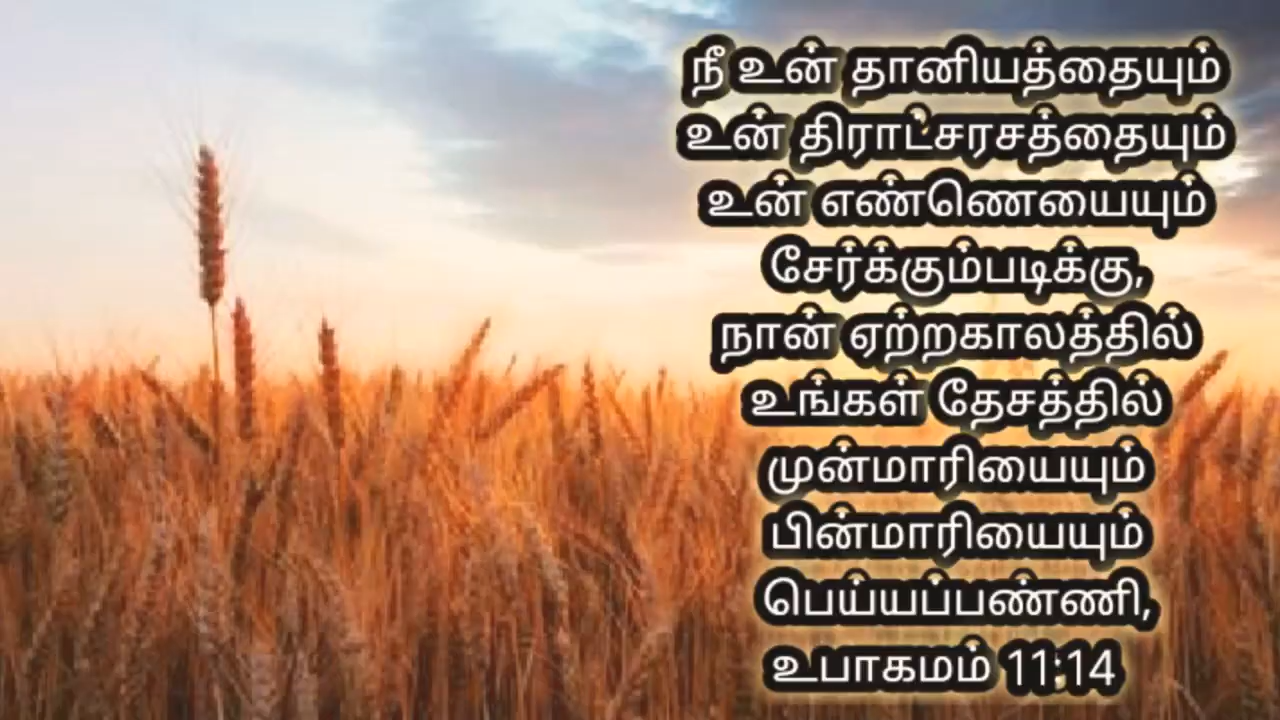 நீ உன் தானியத்தையும்
உன் திராட்சரசத்தையும்
உன் எண்ணெயையும்
சேர்க்கும்படிக்கு,
நான் ஏற்றகாலத்தில்
உங்கள் தேசத்தில்
முன்மாரியையும்
பின்மாரியையும்
பெய்யப்பண்ணி,
உபாகமம் 11:14